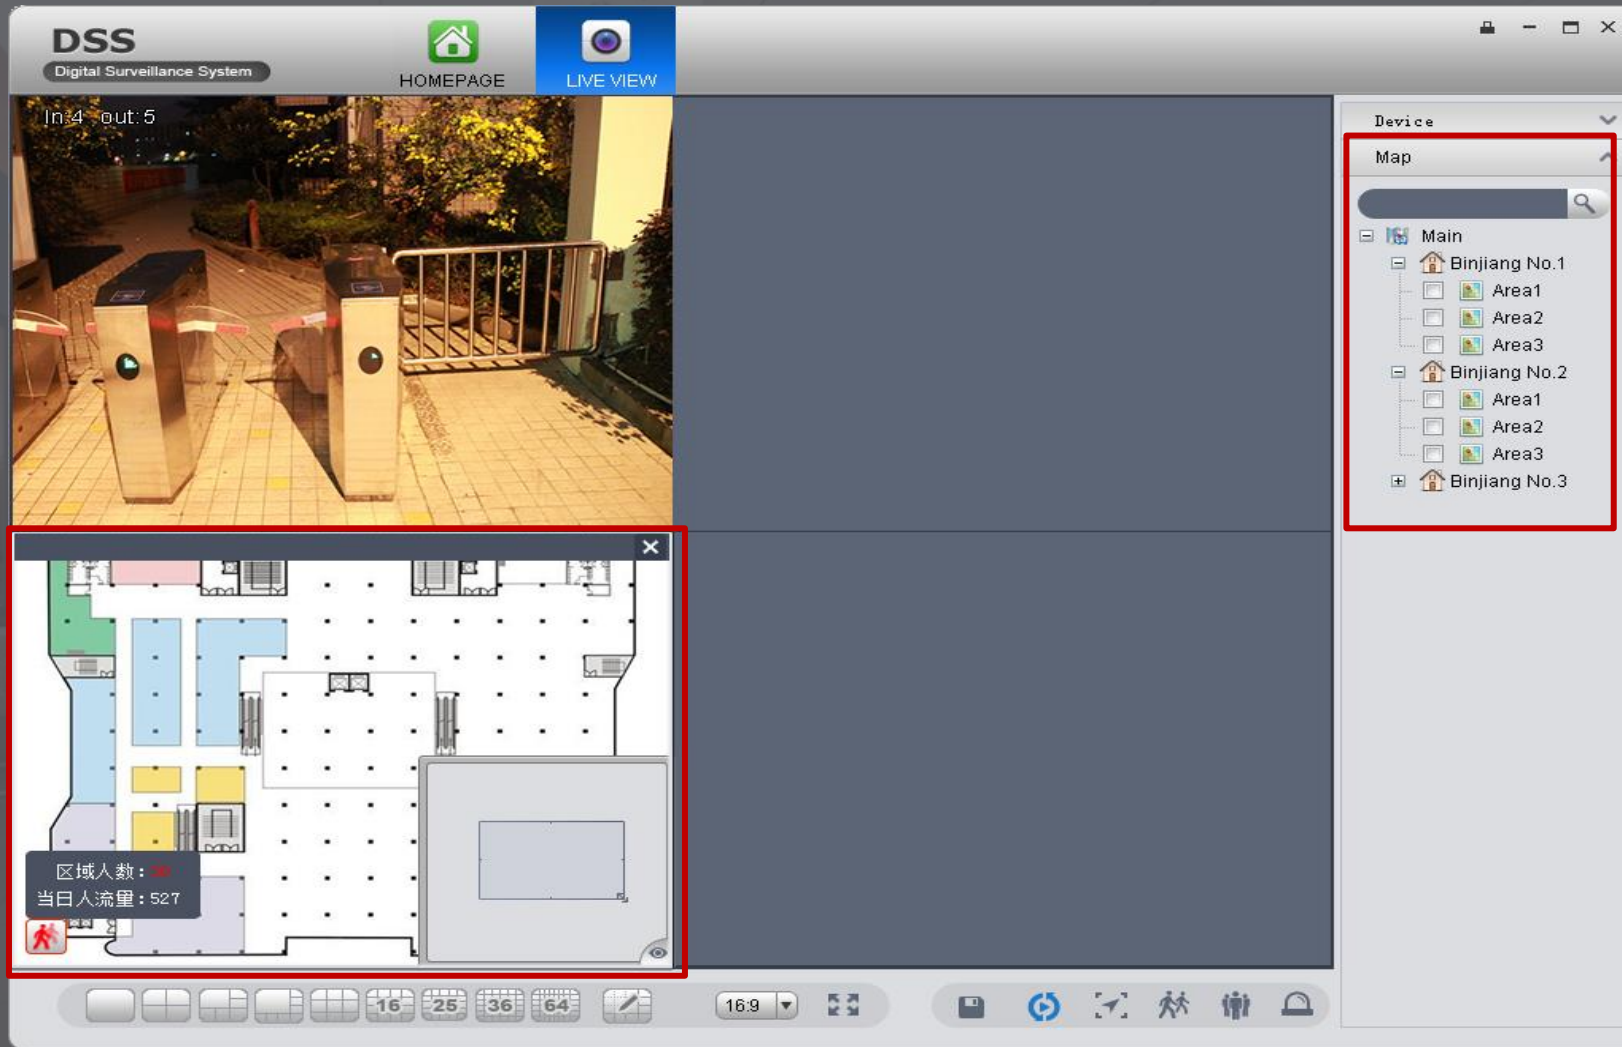 DSS
Digital Surveillance System
HOMEPAGE
LIVE VIEW
In:4 out:5
Device
Map
Main
Binjiang No.1
Area1
Area2
Area3
Binjiang No.2
Area1
Area2
Area3
Binjiang No.3
区域人数:
当日人流量:527
16
25
36
64
16:9